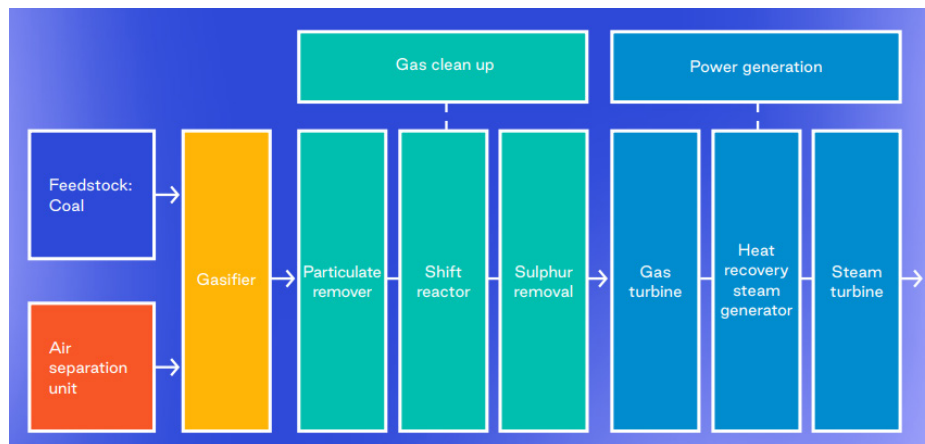 Gas clean up
Power generation
Feedstock:
Coal
Air
separation
unit
Gasifier
Particulate
remover
Shift
reactor
Sulphur
removal
Gas
turbine
Heat
recovery
steam
generator
Steam
turbine